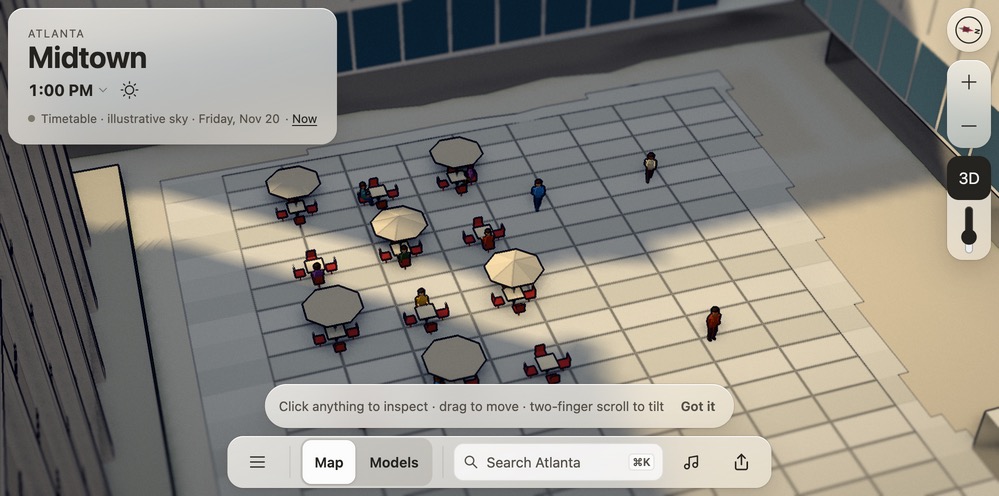 ATLANTA
Midtown
1:00 PM
Timetable · illustrative sky · Friday, Nov 20 · Now
N
+
−
3D
Click anything to inspect · drag to move · two-finger scroll to tilt Got it
Map Models Search Atlanta ⌘K